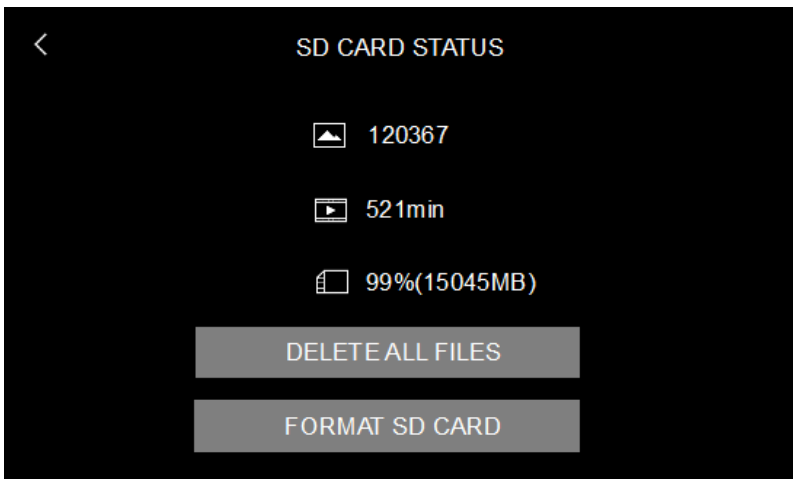 SD CARD STATUS
120367
521min
99%(15045MB)
DELETE ALL FILES
FORMAT SD CARD